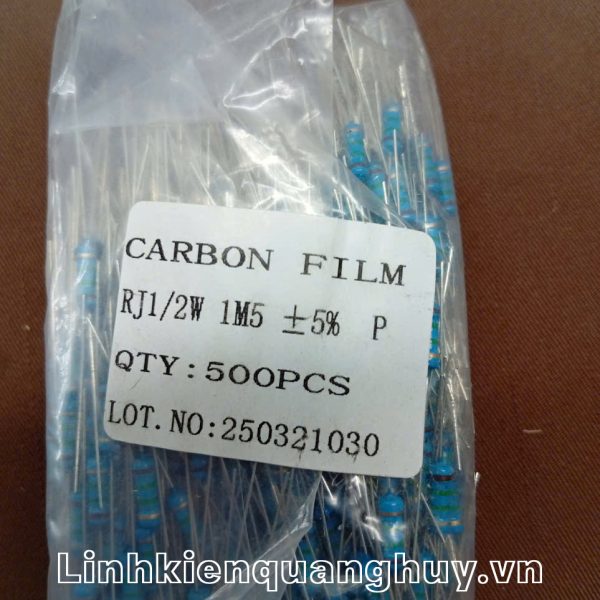 CARBON FILM
RJ1/2W 1M5 ±5% P
QTY:500PCS
LOT.NO:250321030
Linhkienquanghuy.vn